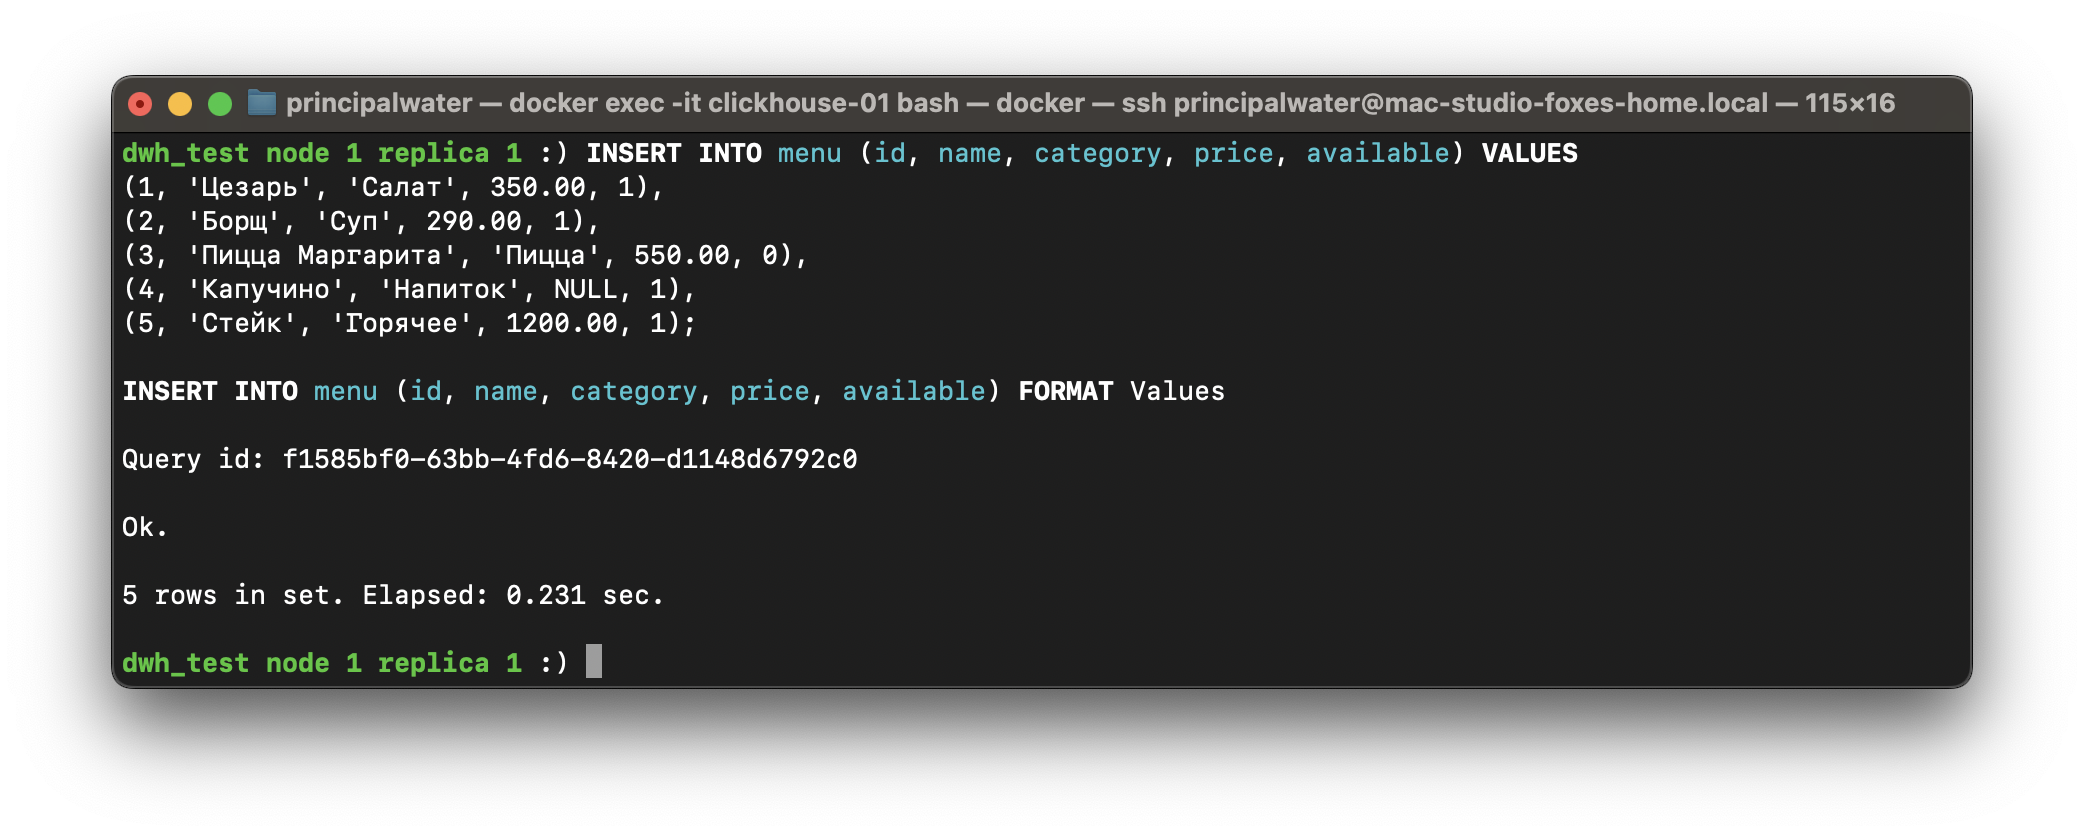 principalwater — docker exec -it clickhouse-01 bash — docker — ssh principalwater@mac-studio-foxes-home.local — 115×16
dwh_test node 1 replica 1 :) INSERT INTO menu (id, name, category, price, available) VALUES
(1, 'Цезарь', 'Салат', 350.00, 1),
(2, 'Борщ', 'Суп', 290.00, 1),
(3, 'Пицца Маргарита', 'Пицца', 550.00, 0),
(4, 'Капучино', 'Напиток', NULL, 1),
(5, 'Стейк', 'Горячее', 1200.00, 1);
INSERT INTO menu (id, name, category, price, available) FORMAT Values
Query id: f1585bf0-63bb-4fd6-8420-d1148d6792c0
Ok.
5 rows in set. Elapsed: 0.231 sec.
dwh_test node 1 replica 1 :)